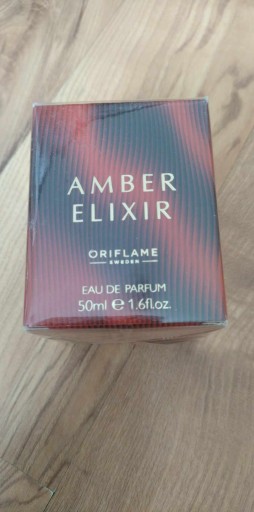 AMBER
ELIXIR
ORIFLAME
SWEDEN
EAU DE PARFUM
50ml ℮ 1.6fl.oz.